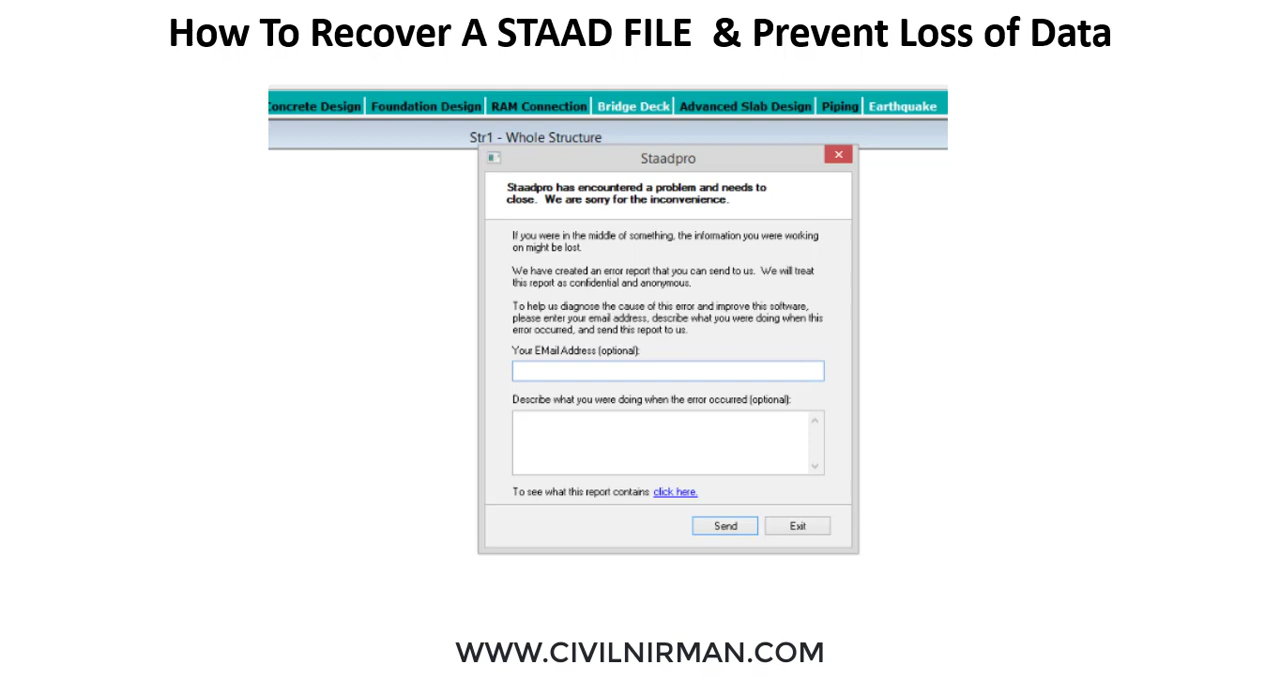 How To Recover A STAAD FILE & Prevent Loss of Data
Concrete Design Foundation Design RAM Connection Bridge Deck Advanced Slab Design Piping Earthquake
Str1 - Whole Structure
Staadpro
Staadpro has encountered a problem and needs to
close. We are sorry for the inconvenience.
If you were in the middle of something, the information you were working
on might be lost.
We have created an error report that you can send to us. We will treat
this report as confidential and anonymous.
To help us diagnose the cause of this error and improve this software,
please enter your email address, describe what you were doing when this
error occurred, and send this report to us.
Your EMail Address (optional):
Describe what you were doing when the error occurred (optional):
To see what this report contains click here.
Send Exit
WWW.CIVILNIRMAN.COM